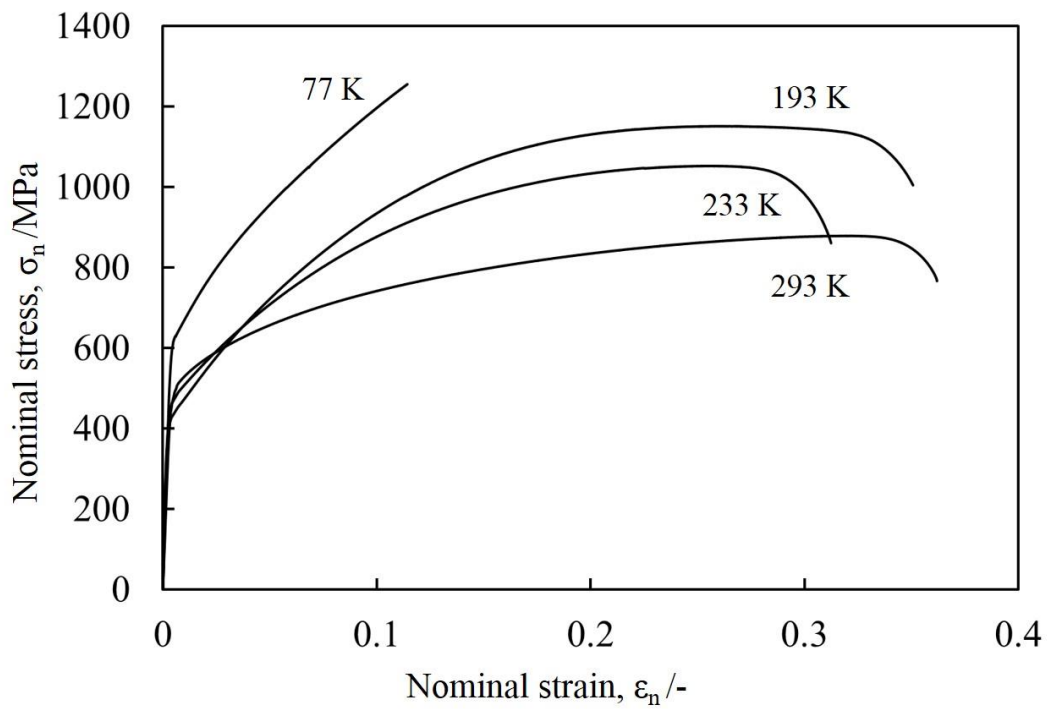 1400
1200
1000
800
600
400
200
0
Nominal stress, σn /MPa
77 K
193 K
233 K
293 K
0 0.1 0.2 0.3 0.4
Nominal strain, εn /-